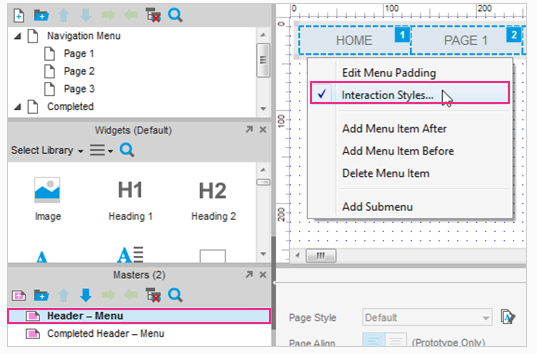 Navigation Menu
Page 1
Page 2
Page 3
Completed
Widgets (Default)
Select Library
Image
H1
Heading 1
H2
Heading 2
A
A
Masters (2)
Header – Menu
Completed Header – Menu
0
100
200
0
100
200
HOME
1
PAGE 1
2
Edit Menu Padding
Interaction Styles...
Add Menu Item After
Add Menu Item Before
Delete Menu Item
Add Submenu
Page Style
Default
Page Align
(Prototype Only)